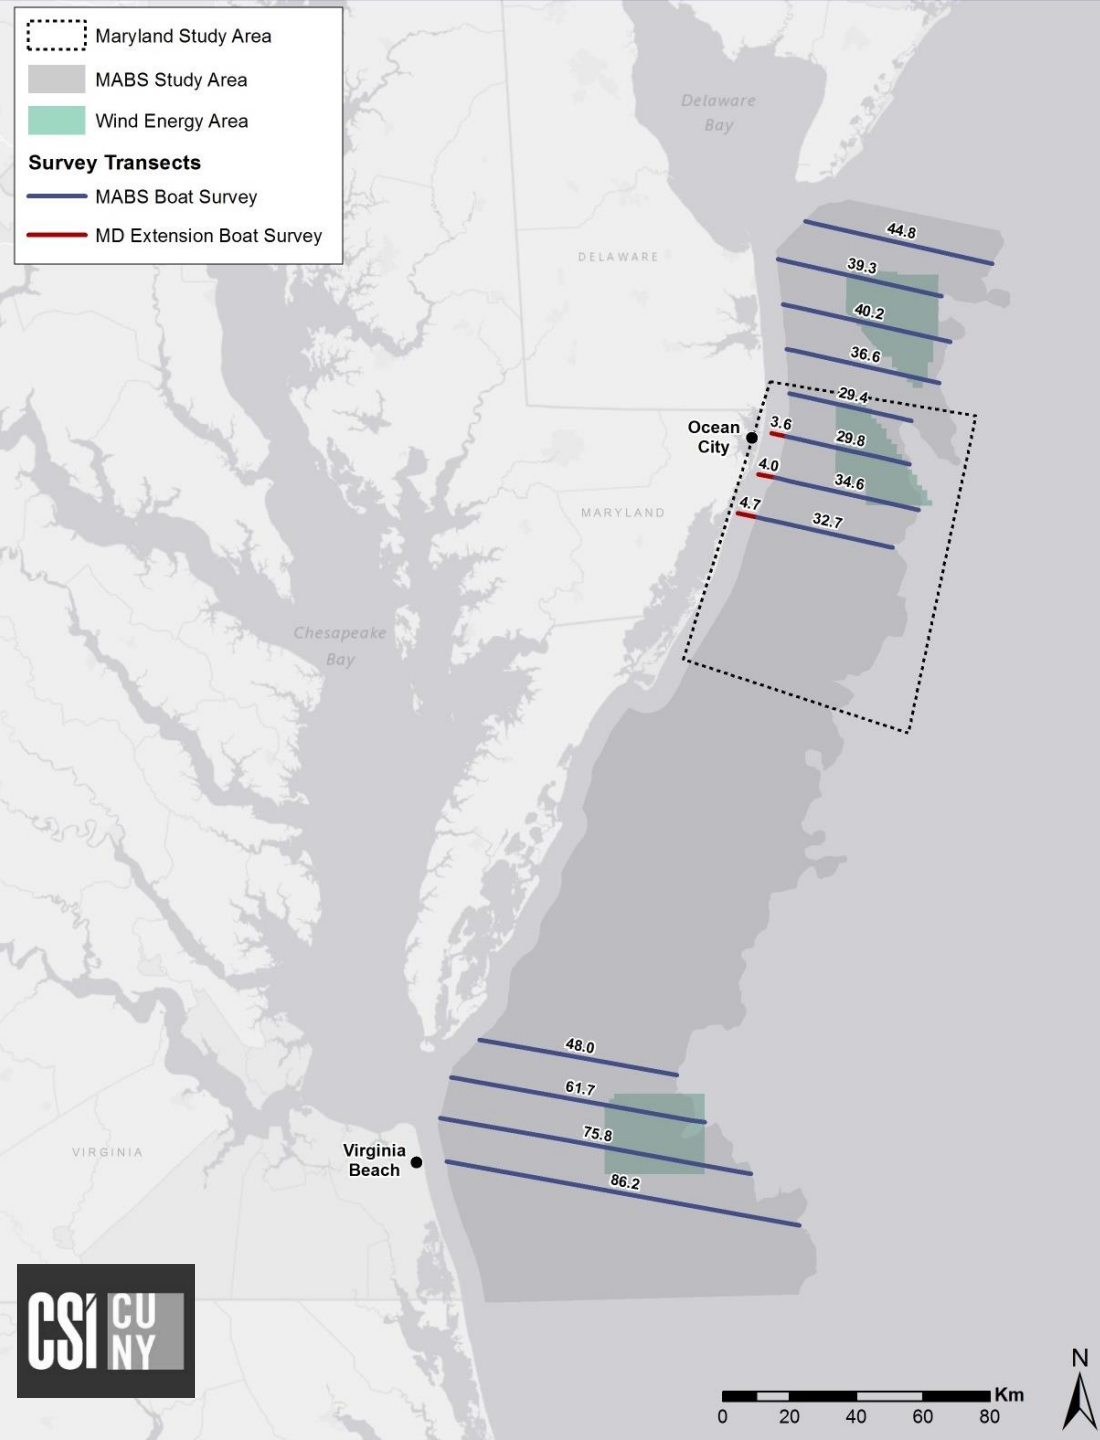 Maryland Study Area
MABS Study Area
Wind Energy Area
Survey Transects
MABS Boat Survey
MD Extension Boat Survey
Delaware
Bay
44.8
DELAWARE
39.3
40.2
36.6
29.4
3.6
Ocean
City
29.8
4.0
34.6
4.7
MARYLAND
32.7
Chesapeake
Bay
48.0
61.7
75.8
Virginia
Beach
VIRGINIA
86.2
CSI
CU
NY
N
Km
0 20 40 60 80